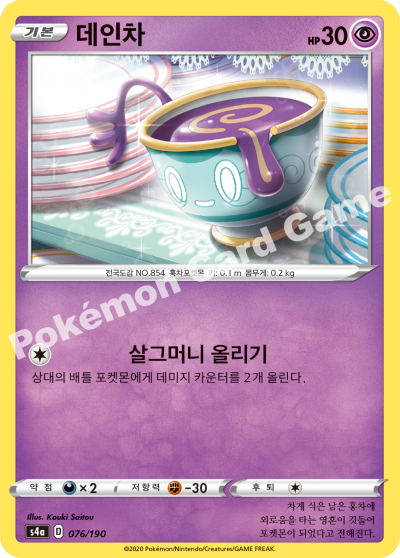 기본 데인차 HP 30
전국도감 NO.854 홍차포켓몬 키: 0.1 m 몸무게: 0.2 kg
살그머니 올리기
상대의 배틀 포켓몬에게 데미지 카운터를 2개 올린다.
약점 ×2 저항력 -30 후퇴
Illus. Kouki Saitou
차게 식은 남은 홍차에
외로움을 타는 영혼이 깃들어
포켓몬이 되었다고 전해진다.
s4a D 076/190
©2020 Pokémon/Nintendo/Creatures/GAME FREAK.
Pokémon Card Game